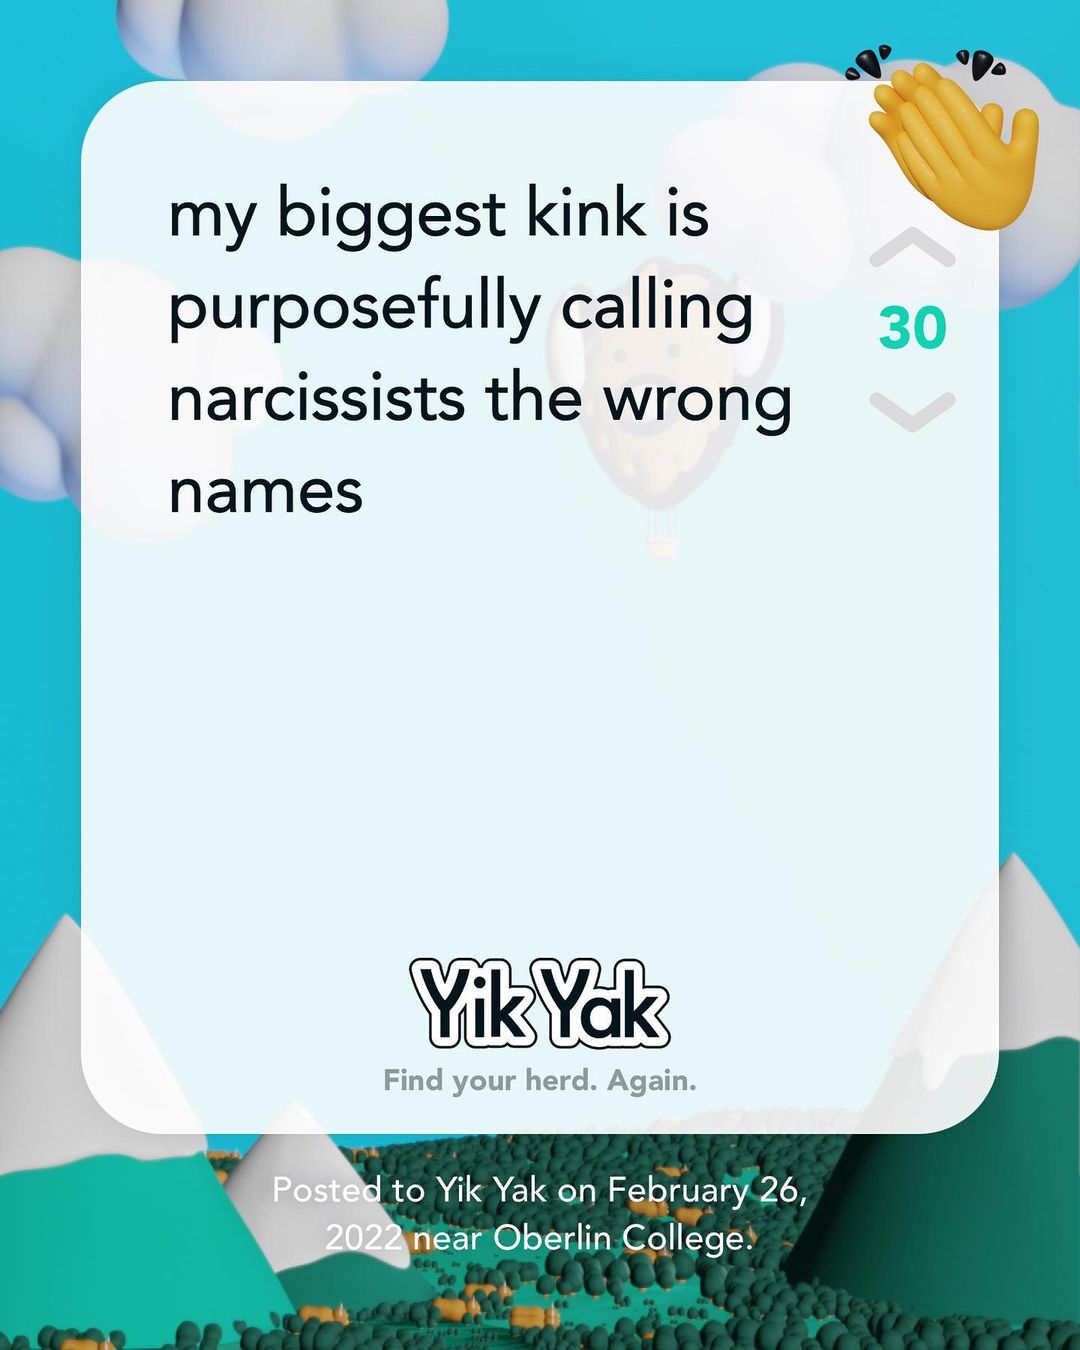 my biggest kink is
purposefully calling
narcissists the wrong
names
30
Yik Yak
Find your herd. Again.
Posted to Yik Yak on February 26,
2022 near Oberlin College.